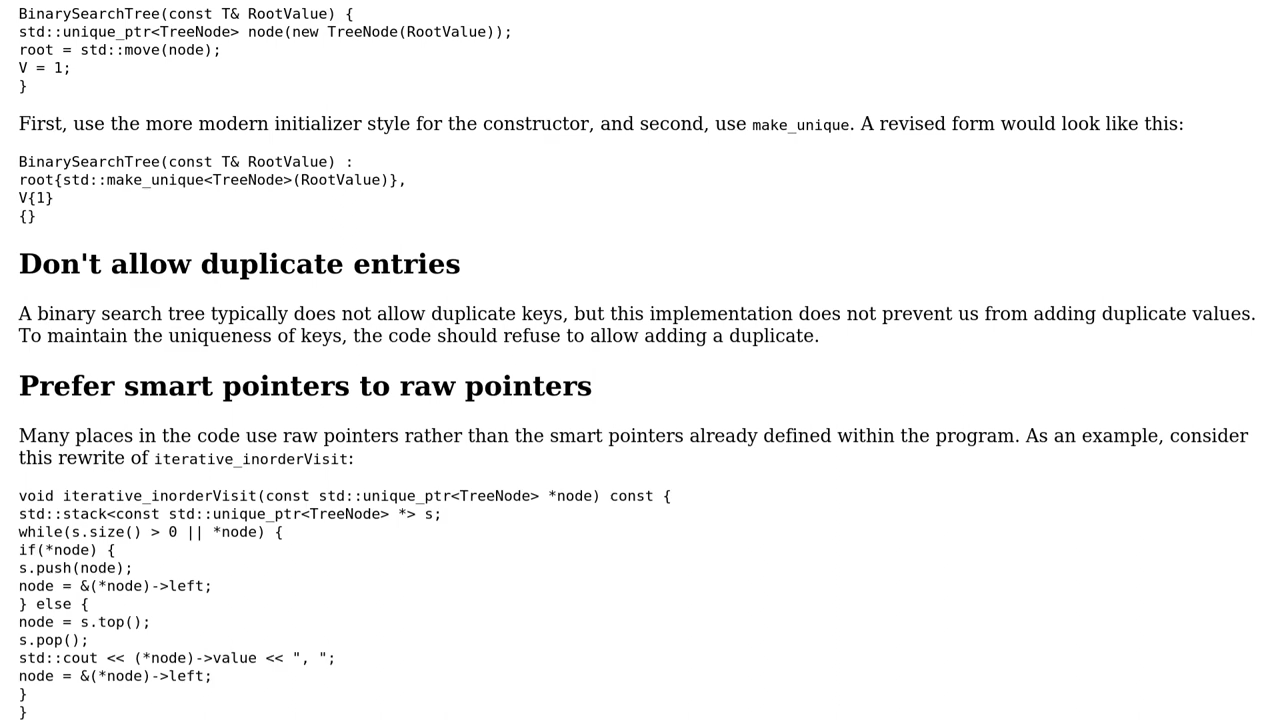 BinarySearchTree(const T& RootValue) {
std::unique_ptr<TreeNode> node(new TreeNode(RootValue));
root = std::move(node);
V = 1;
}
First, use the more modern initializer style for the constructor, and second, use make_unique. A revised form would look like this:
BinarySearchTree(const T& RootValue) :
root{std::make_unique<TreeNode>(RootValue)},
V{1}
{}
Don't allow duplicate entries
A binary search tree typically does not allow duplicate keys, but this implementation does not prevent us from adding duplicate values.
To maintain the uniqueness of keys, the code should refuse to allow adding a duplicate.
Prefer smart pointers to raw pointers
Many places in the code use raw pointers rather than the smart pointers already defined within the program. As an example, consider
this rewrite of iterative_inorderVisit:
void iterative_inorderVisit(const std::unique_ptr<TreeNode> *node) const {
std::stack<const std::unique_ptr<TreeNode> *> s;
while(s.size() > 0 || *node) {
if(*node) {
s.push(node);
node = &(*node)->left;
} else {
node = s.top();
s.pop();
std::cout << (*node)->value << ", ";
node = &(*node)->left;
}
}